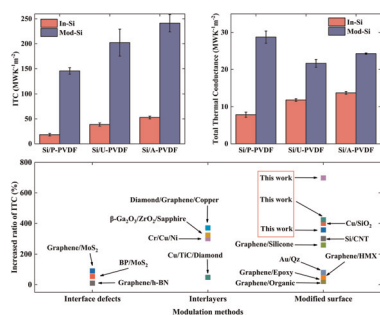 In-Si
Mod-Si
ITC (MWK⁻¹m⁻²)
250
200
150
100
50
0
Si/P-PVDF
Si/U-PVDF
Si/A-PVDF
In-Si
Mod-Si
Total Thermal Conductance (MWK⁻¹m⁻²)
30
20
10
0
Si/P-PVDF
Si/U-PVDF
Si/A-PVDF
Increased ratio of ITC (%)
800
600
400
200
0
This work
This work
This work
Diamond/Graphene/Copper
β-Ga₂O₃/ZrO₂/Sapphire
Cr/Cu/Ni
Cu/TiC/Diamond
Cu/SiO₂
Si/CNT
Graphene/Silicone
Au/Qz
Graphene/HMX
Graphene/Epoxy
Graphene/Organic
Graphene/MoS₂
BP/MoS₂
Graphene/h-BN
Interface defects
Interlayers
Modified surface
Modulation methods